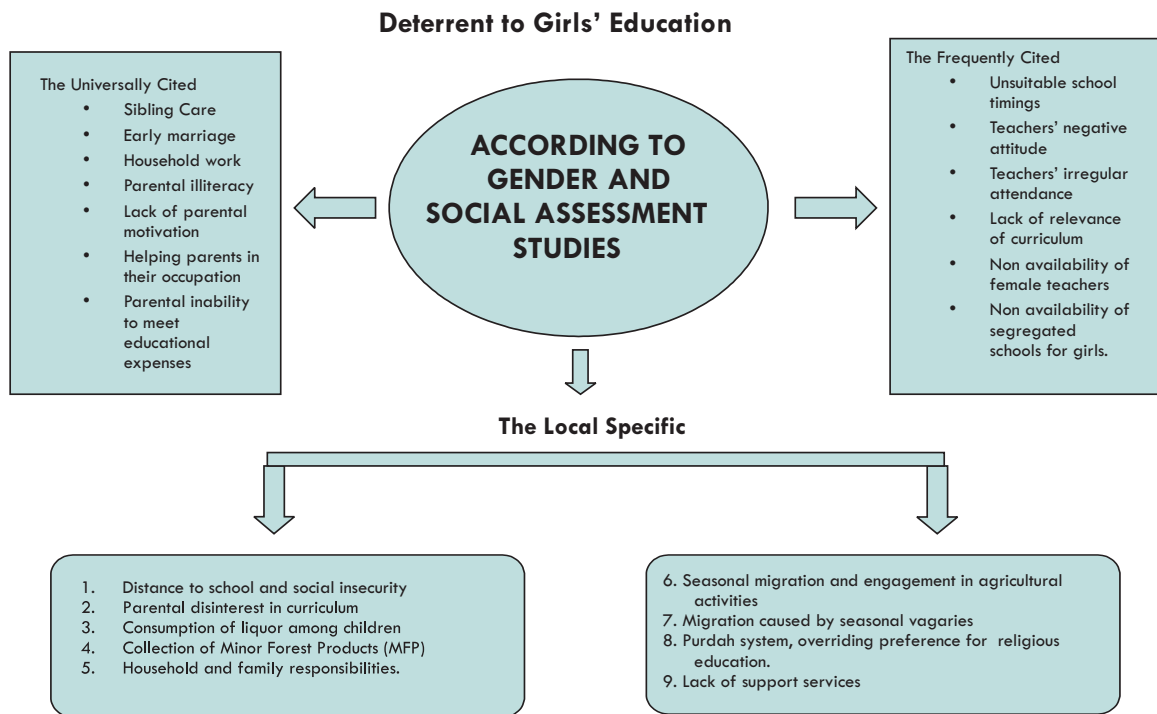 Deterrent to Girls' Education
The Universally Cited
• Sibling Care
• Early marriage
• Household work
• Parental illiteracy
• Lack of parental
motivation
• Helping parents in
their occupation
• Parental inability
to meet
educational
expenses
ACCORDING TO
GENDER AND
SOCIAL ASSESSMENT
STUDIES
The Frequently Cited
• Unsuitable school
timings
• Teachers' negative
attitude
• Teachers' irregular
attendance
• Lack of relevance
of curriculum
• Non availability of
female teachers
• Non availability of
segregated
schools for girls.
The Local Specific
1. Distance to school and social insecurity
2. Parental disinterest in curriculum
3. Consumption of liquor among children
4. Collection of Minor Forest Products (MFP)
5. Household and family responsibilities.
6. Seasonal migration and engagement in agricultural
activities
7. Migration caused by seasonal vagaries
8. Purdah system, overriding preference for religious
education.
9. Lack of support services